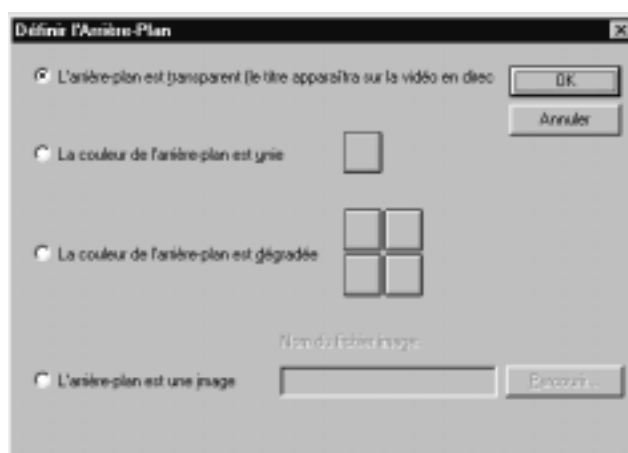 Définir l'Arrière-Plan
L'arrière-plan est transparent (le titre apparaîtra sur la vidéo en direc
OK
Annuler
La couleur de l'arrière-plan est unie
La couleur de l'arrière-plan est dégradée
Nom du fichier image
L'arrière-plan est une image
Parcourir...